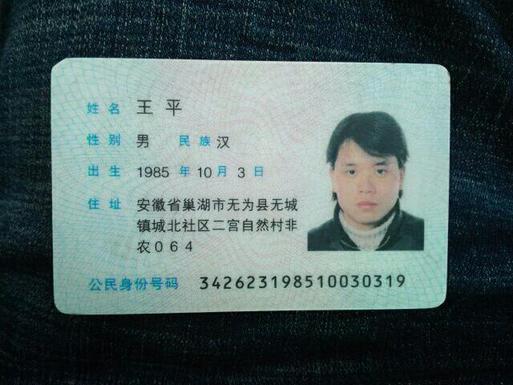 姓名 王平
性别 男 民族 汉
出生 1985 年 10 月 3 日
住址 安徽省巢湖市无为县无城
镇城北社区二宫自然村非
农064
公民身份号码 342623198510030319